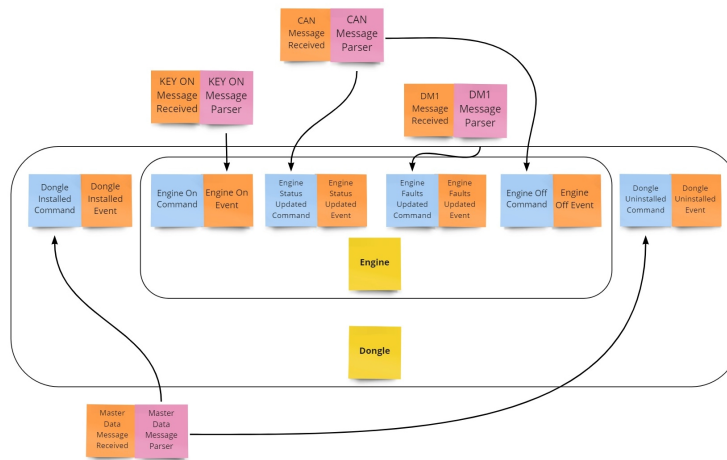 CAN
Message
Received
CAN
Message
Parser
KEY ON
Message
Received
KEY ON
Message
Parser
DM1
Message
Received
DM1
Message
Parser
Dongle
Installed
Command
Dongle
Installed
Event
Engine On
Command
Engine On
Event
Engine
Status
Updated
Command
Engine
Status
Updated
Event
Engine
Faults
Updated
Command
Engine
Faults
Updated
Event
Engine Off
Command
Engine
Off Event
Dongle
Uninstalled
Command
Dongle
Uninstalled
Event
Engine
Dongle
Master
Data
Message
Received
Master
Data
Message
Parser